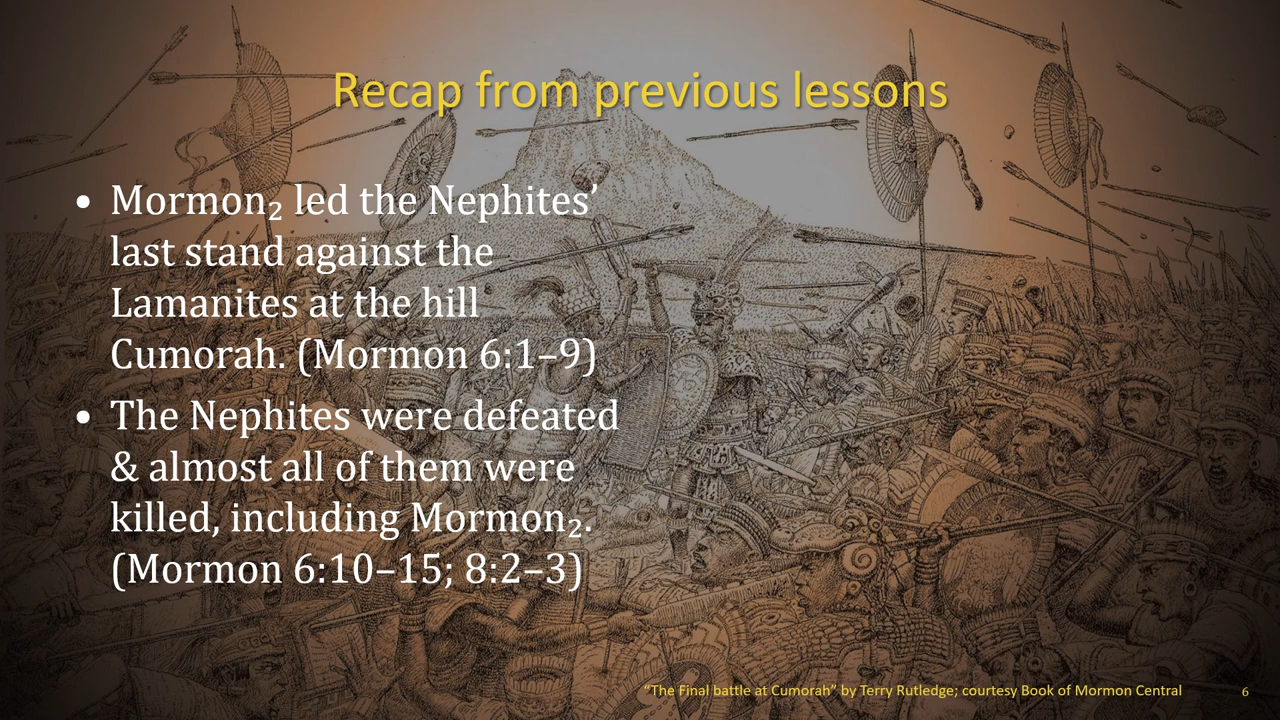 Recap from previous lessons
• Mormon₂ led the Nephites’
last stand against the
Lamanites at the hill
Cumorah. (Mormon 6:1–9)
• The Nephites were defeated
& almost all of them were
killed, including Mormon₂.
(Mormon 6:10–15; 8:2–3)
“The Final battle at Cumorah” by Terry Rutledge; courtesy Book of Mormon Central
6